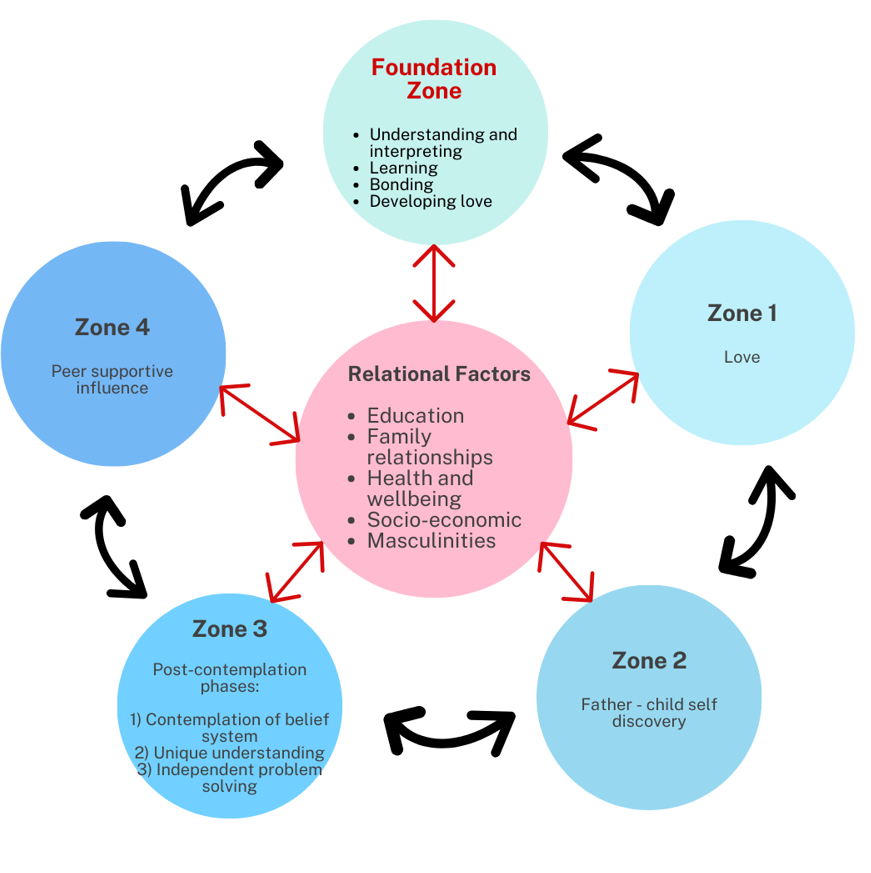 Foundation
Zone
• Understanding and
interpreting
• Learning
• Bonding
• Developing love
Zone 1
Love
Zone 4
Peer supportive
influence
Relational Factors
• Education
• Family
relationships
• Health and
wellbeing
• Socio-economic
• Masculinities
Zone 3
Post-contemplation
phases:
1) Contemplation of belief
system
2) Unique understanding
3) Independent problem
solving
Zone 2
Father - child self
discovery